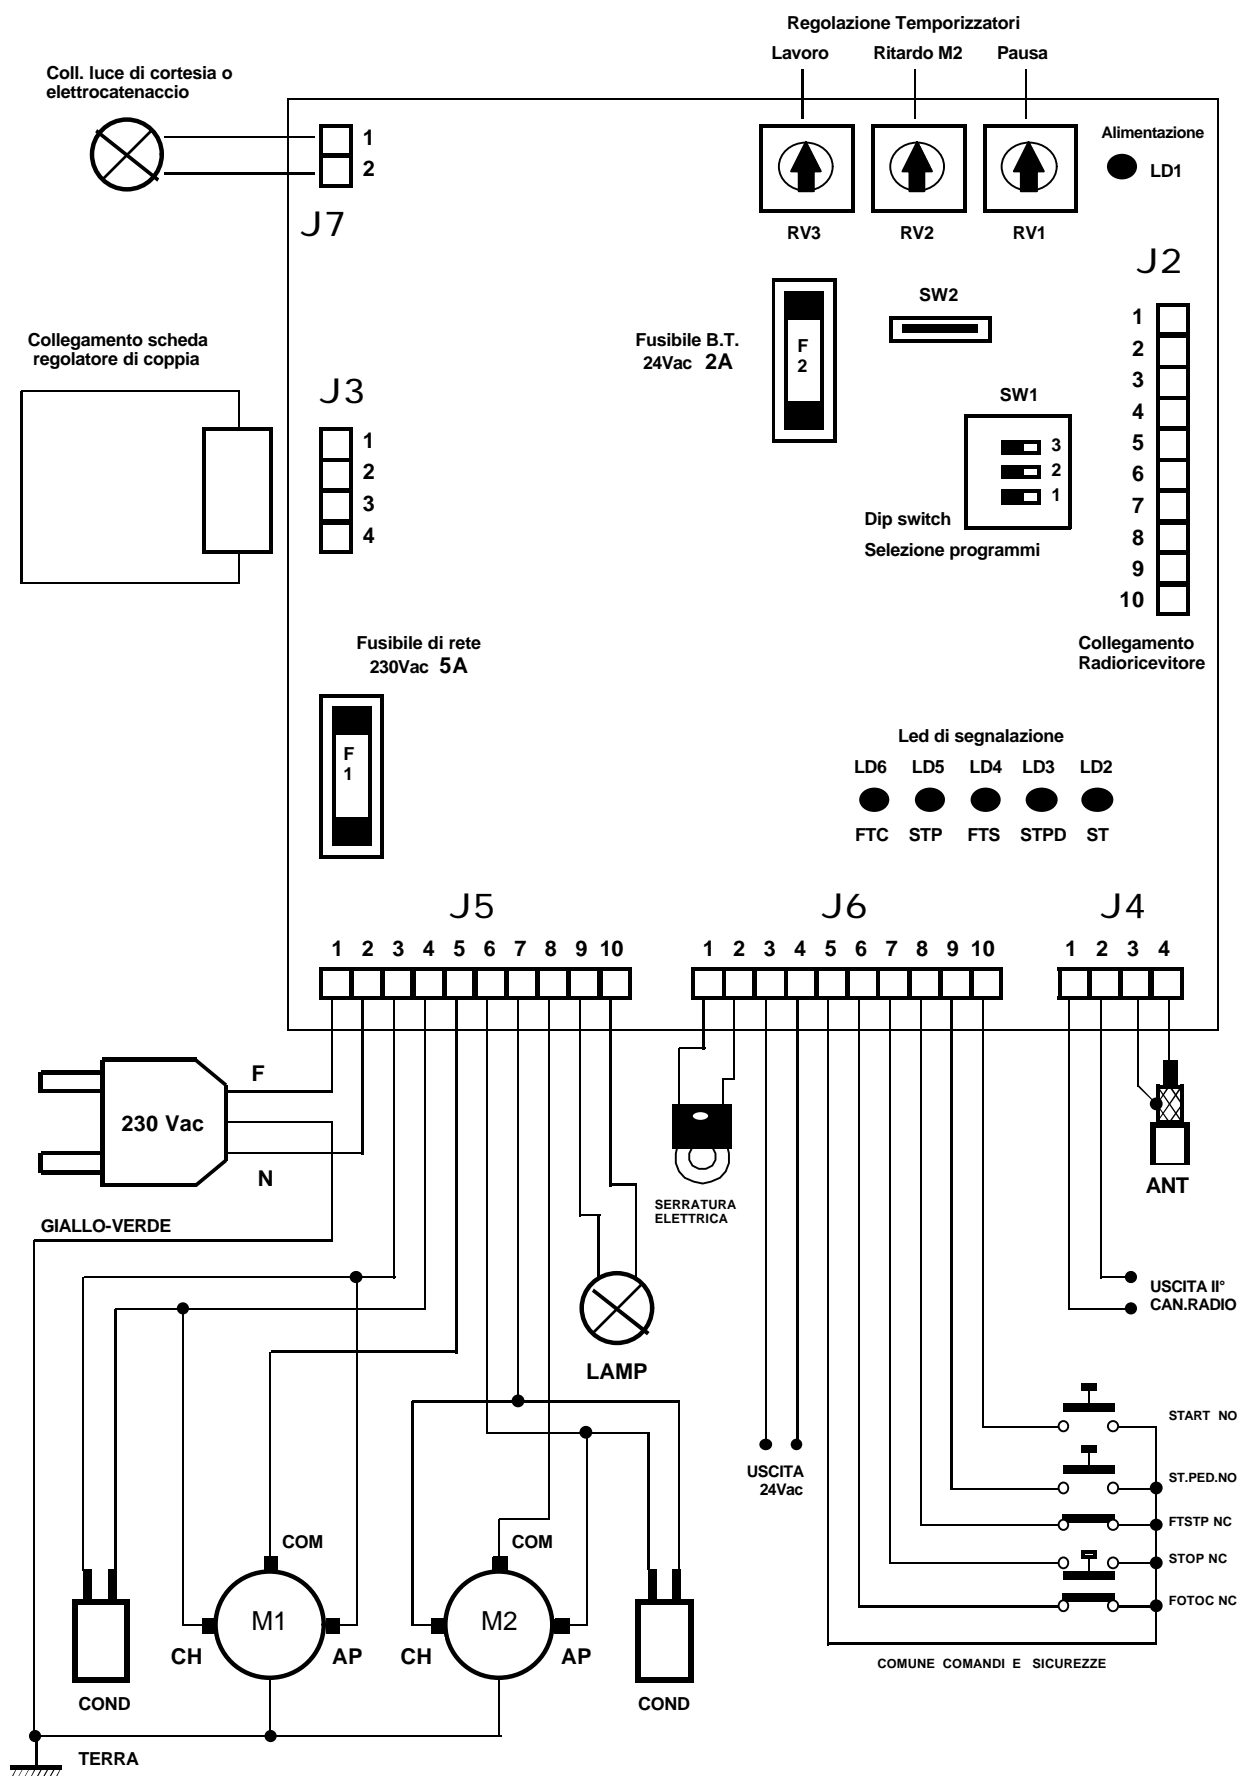 Regolazione Temporizzatori
Lavoro Ritardo M2 Pausa
Coll. luce di cortesia o
elettrocatenaccio
1
2
J7
Alimentazione
LD1
RV3 RV2 RV1
J2
SW2
Fusibile B.T.
24Vac 2A
F
2
1
2
3
4
5
6
7
8
9
10
Collegamento scheda
regolatore di coppia
J3
1
2
3
4
SW1
3
2
1
Dip switch
Selezione programmi
Collegamento
Radioricevitore
Fusibile di rete
230Vac 5A
F
1
Led di segnalazione
LD6 LD5 LD4 LD3 LD2
FTC STP FTS STPD ST
J5 J6 J4
1 2 3 4 5 6 7 8 9 10 1 2 3 4 5 6 7 8 9 10 1 2 3 4
F
230 Vac
N
GIALLO-VERDE
SERRATURA
ELETTRICA
ANT
USCITA II°
CAN.RADIO
LAMP
START NO
USCITA
24Vac
ST.PED.NO
FTSTP NC
STOP NC
FOTOC NC
COM COM
M1 M2
CH AP CH AP
COMUNE COMANDI E SICUREZZE
COND COND
TERRA